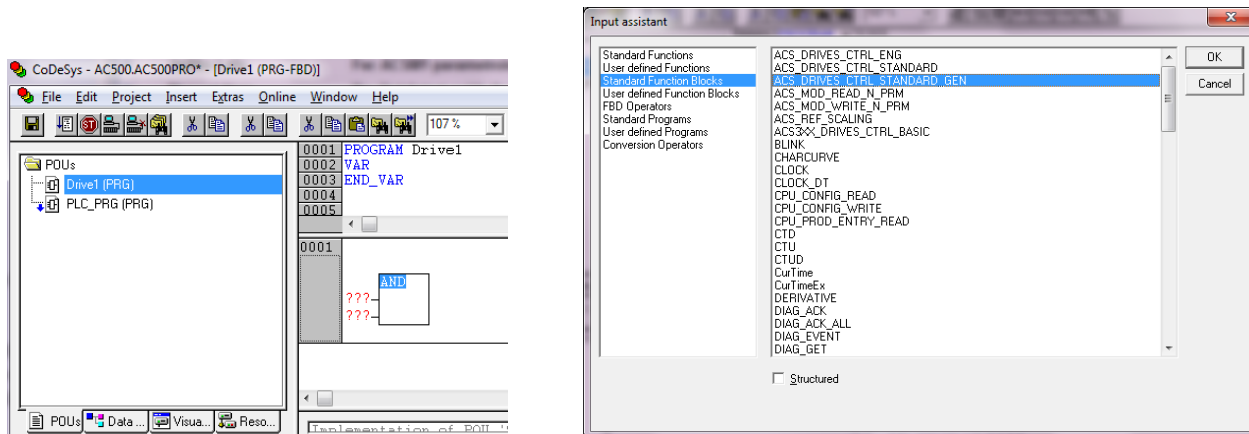 CoDeSys - AC500.AC500PRO* - [Drive1 (PRG-FBD)]
File Edit Project Insert Extras Online Window Help
107 %
POUs
Drive1 (PRG)
PLC_PRG (PRG)
0001 PROGRAM Drive1
0002 VAR
0003 END_VAR
0004
0005
0001
AND
???
???
POUs Data ... Visua... Reso...
Implementation of POU
Input assistant
Standard Functions
User defined Functions
Standard Function Blocks
User defined Function Blocks
FBD Operators
Standard Programs
User defined Programs
Conversion Operators
ACS_DRIVES_CTRL_ENG
ACS_DRIVES_CTRL_STANDARD
ACS_DRIVES_CTRL_STANDARD_GEN
ACS_MOD_READ_N_PRM
ACS_MOD_WRITE_N_PRM
ACS_REF_SCALING
ACS3XX_DRIVES_CTRL_BASIC
BLINK
CHARCURVE
CLOCK
CLOCK_DT
CPU_CONFIG_READ
CPU_CONFIG_WRITE
CPU_PROD_ENTRY_READ
CTD
CTU
CTUD
CurTime
CurTimeEx
DERIVATIVE
DIAG_ACK
DIAG_ACK_ALL
DIAG_EVENT
DIAG_GET
OK
Cancel
Structured